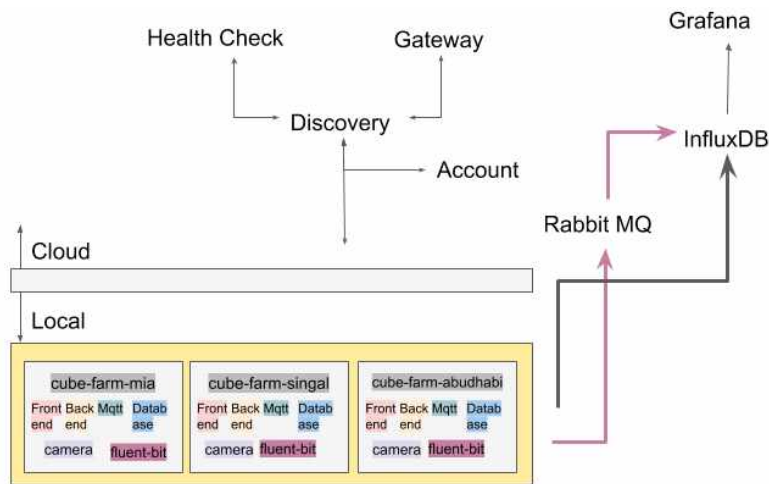 Grafana
Health Check
Gateway
Discovery
InfluxDB
Account
Rabbit MQ
Cloud
Local
cube-farm-mia
Front
end
Back
end
Mqtt
Datab
ase
camera
fluent-bit
cube-farm-singal
Front
end
Back
end
Mqtt
Datab
ase
camera
fluent-bit
cube-farm-abudhabi
Front
end
Back
end
Mqtt
Datab
ase
camera
fluent-bit